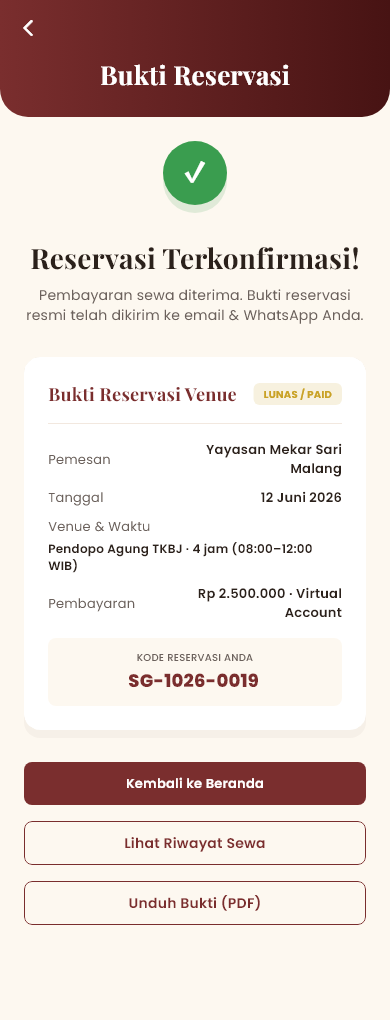 Bukti Reservasi
Reservasi Terkonfirmasi!
Pembayaran sewa diterima. Bukti reservasi
resmi telah dikirim ke email & WhatsApp Anda.
Bukti Reservasi Venue
LUNAS / PAID
Pemesan
Yayasan Mekar Sari
Malang
Tanggal
12 Juni 2026
Venue & Waktu
Pendopo Agung TKBJ · 4 jam (08:00–12:00
WIB)
Pembayaran
Rp 2.500.000 · Virtual
Account
KODE RESERVASI ANDA
SG-1026-0019
Kembali ke Beranda
Lihat Riwayat Sewa
Unduh Bukti (PDF)